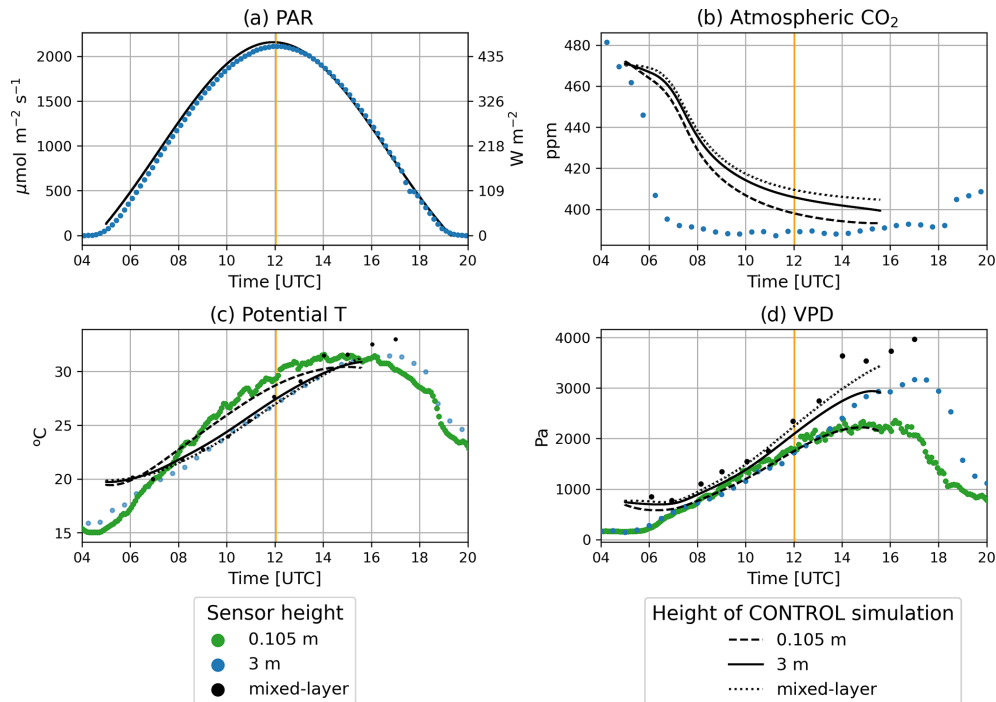 (a) PAR
2000
1500
1000
500
0
μmol m⁻² s⁻¹
435
326
218
109
0
W m⁻²
04 06 08 10 12 14 16 18 20
Time [UTC]
(b) Atmospheric CO₂
480
460
440
420
400
ppm
04 06 08 10 12 14 16 18 20
Time [UTC]
(c) Potential T
30
25
20
15
°C
04 06 08 10 12 14 16 18 20
Time [UTC]
(d) VPD
4000
3000
2000
1000
0
Pa
04 06 08 10 12 14 16 18 20
Time [UTC]
Sensor height
0.105 m
3 m
mixed-layer
Height of CONTROL simulation
0.105 m
3 m
mixed-layer